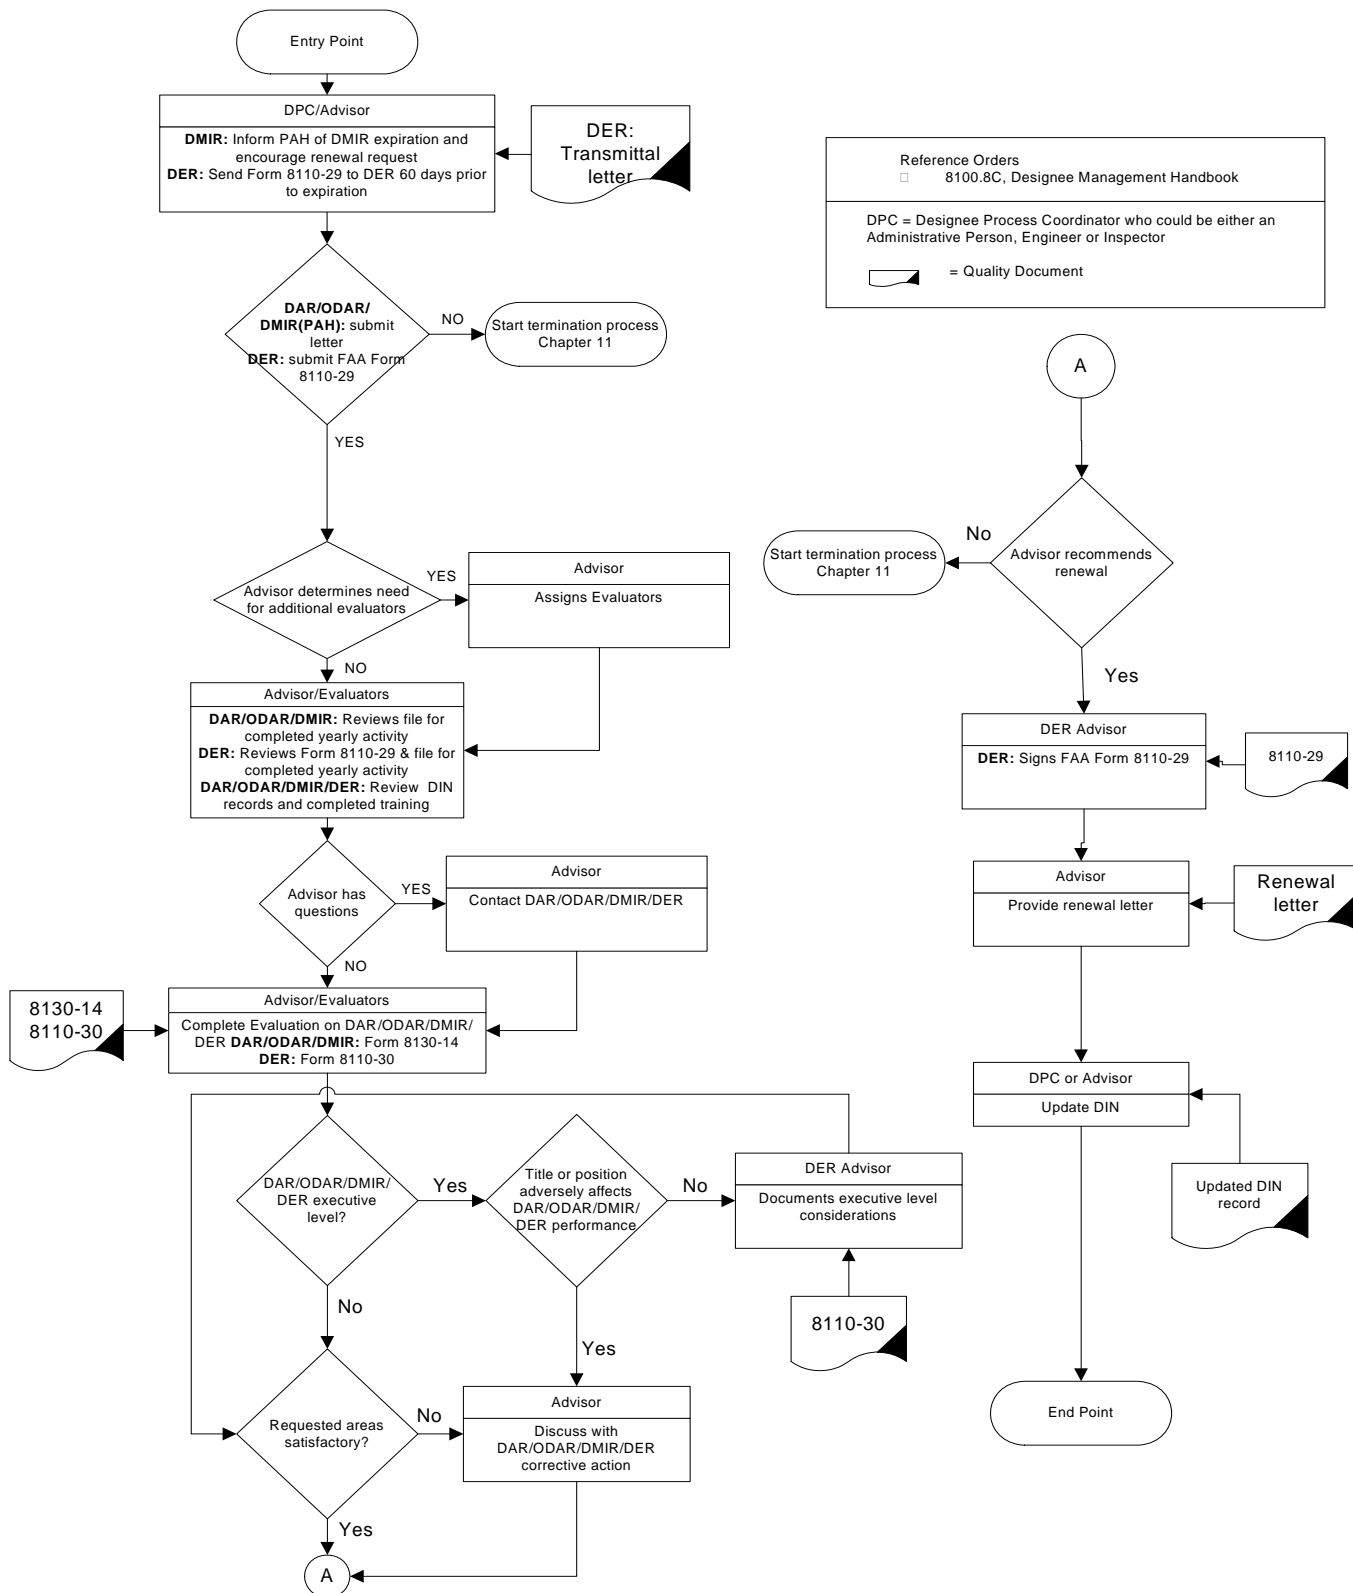 Entry Point
DPC/Advisor
DMIR: Inform PAH of DMIR expiration and
encourage renewal request
DER: Send Form 8110-29 to DER 60 days prior
to expiration
DER:
Transmittal
letter
DAR/ODAR/
DMIR(PAH): submit
letter
DER: submit FAA Form
8110-29
NO
Start termination process
Chapter 11
YES
Advisor determines need
for additional evaluators
YES
Advisor
Assigns Evaluators
NO
Advisor/Evaluators
DAR/ODAR/DMIR: Reviews file for
completed yearly activity
DER: Reviews Form 8110-29 & file for
completed yearly activity
DAR/ODAR/DMIR/DER: Review DIN
records and completed training
Advisor has
questions
YES
Advisor
Contact DAR/ODAR/DMIR/DER
NO
8130-14
8110-30
Advisor/Evaluators
Complete Evaluation on DAR/ODAR/DMIR/
DER DAR/ODAR/DMIR: Form 8130-14
DER: Form 8110-30
DAR/ODAR/DMIR/
DER executive
level?
Yes
Title or position
adversely affects
DAR/ODAR/DMIR/
DER performance
No
DER Advisor
Documents executive level
considerations
8110-30
No
Yes
Requested areas
satisfactory?
No
Advisor
Discuss with
DAR/ODAR/DMIR/DER
corrective action
Yes
A
Reference Orders
8100.8C, Designee Management Handbook
DPC = Designee Process Coordinator who could be either an
Administrative Person, Engineer or Inspector
= Quality Document
A
Advisor recommends
renewal
No
Start termination process
Chapter 11
Yes
DER Advisor
DER: Signs FAA Form 8110-29
8110-29
Advisor
Provide renewal letter
Renewal
letter
DPC or Advisor
Update DIN
Updated DIN
record
End Point